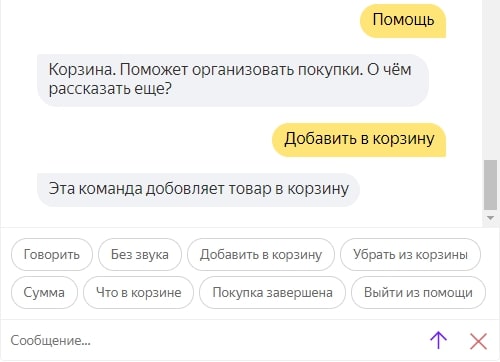 Помощь
Корзина. Поможет организовать покупки. О чём
рассказать еще?
Добавить в корзину
Эта команда добовляет товар в корзину
Говорить Без звука Добавить в корзину Убрать из корзины
Сумма Что в корзине Покупка завершена Выйти из помощи
Сообщение...